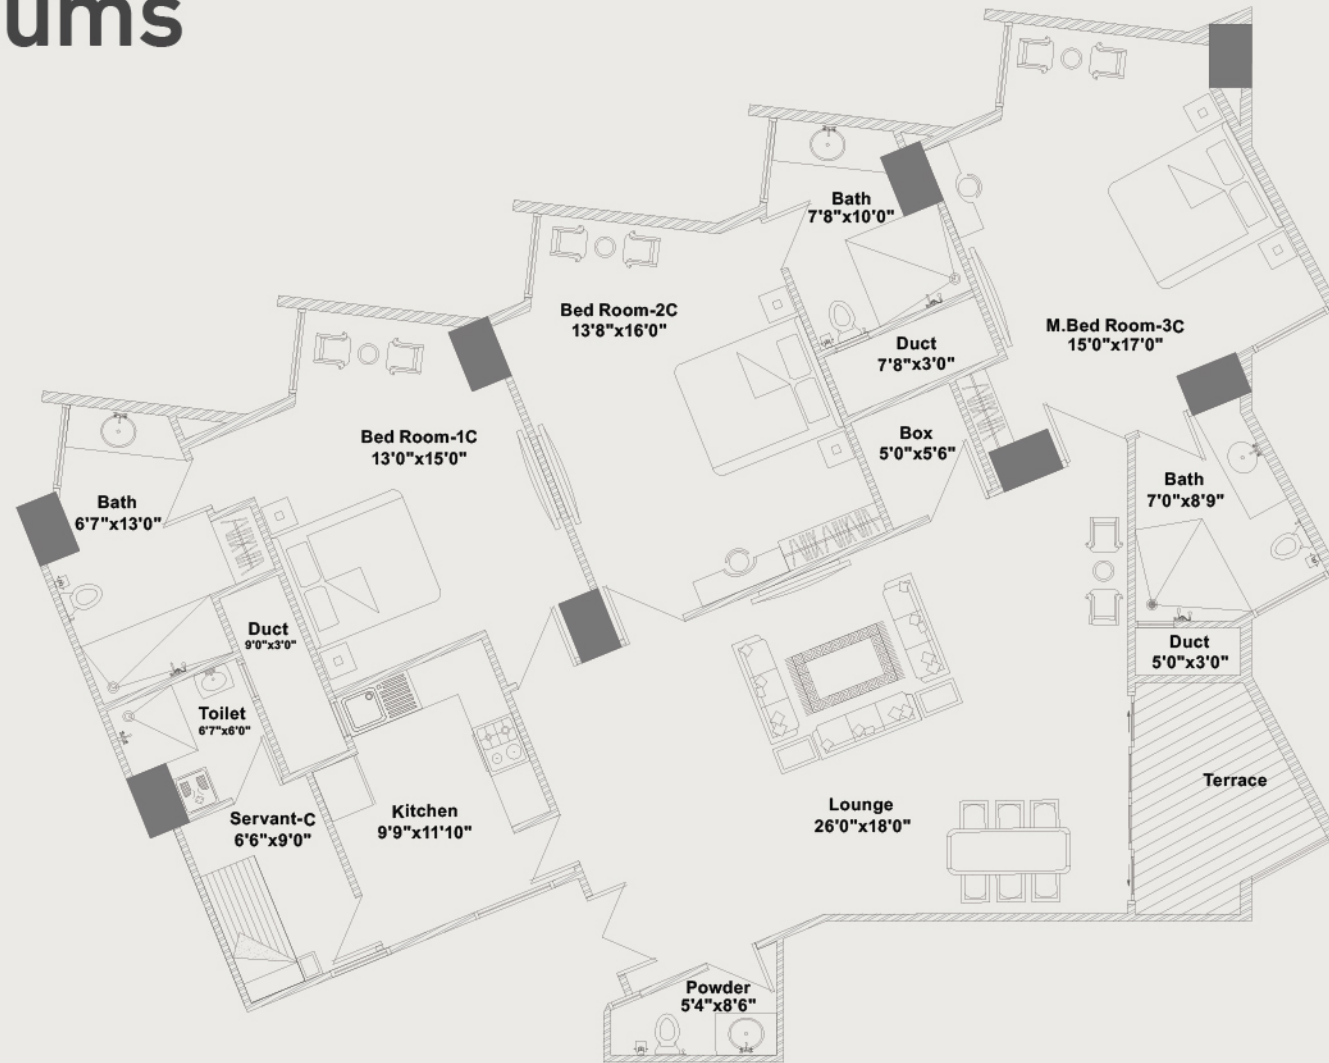 ums
Bath
7'8"x10'0"
Bed Room-2C
13'8"x16'0"
M.Bed Room-3C
15'0"x17'0"
Duct
7'8"x3'0"
Bed Room-1C
13'0"x15'0"
Box
5'0"x5'6"
Bath
6'7"x13'0"
Bath
7'0"x8'9"
Duct
9'0"x3'0"
Duct
5'0"x3'0"
Toilet
6'7"x6'0"
Terrace
Servant-C
6'6"x9'0"
Kitchen
9'9"x11'10"
Lounge
26'0"x18'0"
Powder
5'4"x8'6"